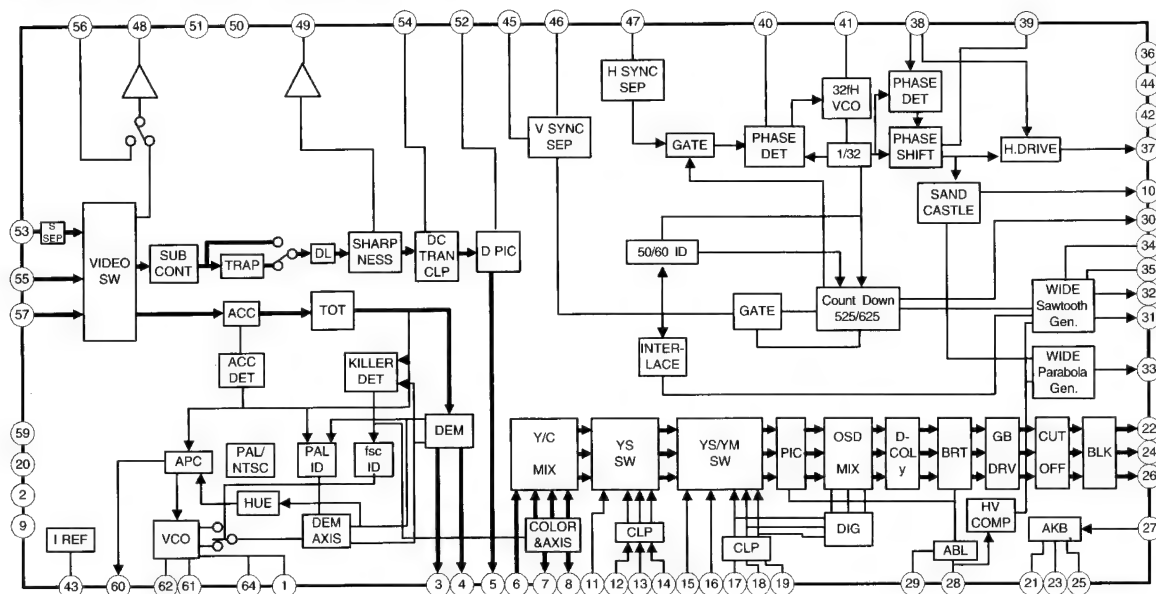 56 48 51 50 49 54 52 45 46 47 40 41 38 39
36
44
42
37
10
30
34
35
32
31
33
22
24
26
27
53
55
57
59
20
2
9
H SYNC
SEP
V SYNC
SEP
GATE
PHASE
DET
32fH
VCO
1/32
PHASE
DET
PHASE
SHIFT
H.DRIVE
SAND
CASTLE
S
SEP
VIDEO
SW
SUB
CONT
TRAP
DL
SHARP
NESS
DC
TRAN
CLP
D PIC
50/60 ID
GATE
Count Down
525/625
WIDE
Sawtooth
Gen.
INTER-
LACE
WIDE
Parabola
Gen.
ACC
TOT
ACC
DET
KILLER
DET
DEM
APC
PAL/
NTSC
PAL
ID
fsc
ID
HUE
VCO
DEM
AXIS
I REF
Y/C
MIX
YS
SW
YS/YM
SW
PIC
OSD
MIX
D-
COL
y
BRT
GB
DRV
CUT
OFF
BLK
COLOR
&AXIS
CLP
CLP
DIG
HV
COMP
ABL
AKB
43 60 62 61 64 1 3 4 5 6 7 8 11 12 13 14 15 16 17 18 19 29 28 21 23 25